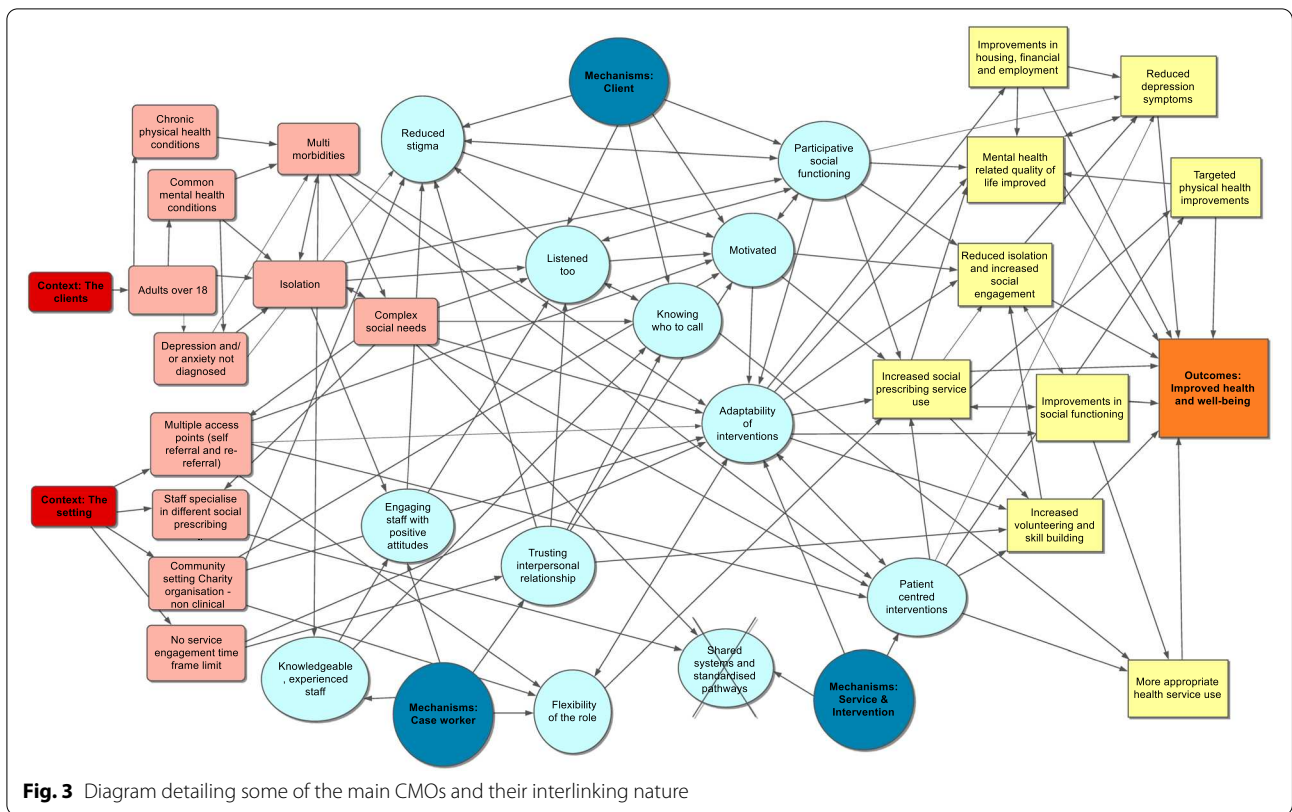 Mechanisms:
Client
Improvements in
housing, financial
and employment
Reduced
depression
symptoms
Chronic
physical health
conditions
Multi
morbidities
Reduced
stigma
Participative
social
functioning
Mental health
related quality of
life improved
Common
mental health
conditions
Targeted
physical health
improvements
Context: The
clients
Adults over 18
Isolation
Listened
too
Motivated
Reduced isolation
and increased
social
engagement
Complex
social needs
Knowing
who to call
Depression and/
or anxiety not
diagnosed
Increased social
prescribing service
use
Improvements in
social functioning
Outcomes:
Improved health
and well-being
Multiple access
points (self
referral and re-
referral)
Adaptability
of
interventions
Context: The
setting
Staff specialise
in different social
prescribing
Engaging
staff with
positive
attitudes
Increased
volunteering and
skill building
Community
setting Charity
organisation -
non clinical
Trusting
interpersonal
relationship
Patient
centred
interventions
No service
engagement time
frame limit
Knowledgeable
, experienced
staff
Mechanisms:
Case worker
Flexibility
of the role
Shared
systems and
standardised
pathways
Mechanisms:
Service &
Intervention
More appropriate
health service use
Fig. 3 Diagram detailing some of the main CMOs and their interlinking nature